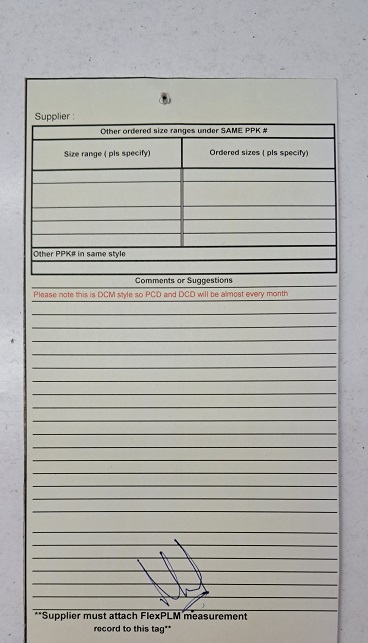 Supplier :
Other ordered size ranges under SAME PPK #
Size range ( pls specify)
Ordered sizes ( pls specify)
Other PPK# in same style
Comments or Suggestions
Please note this is DCM style so PCD and DCD will be almost every month
**Supplier must attach FlexPLM measurement
record to this tag**